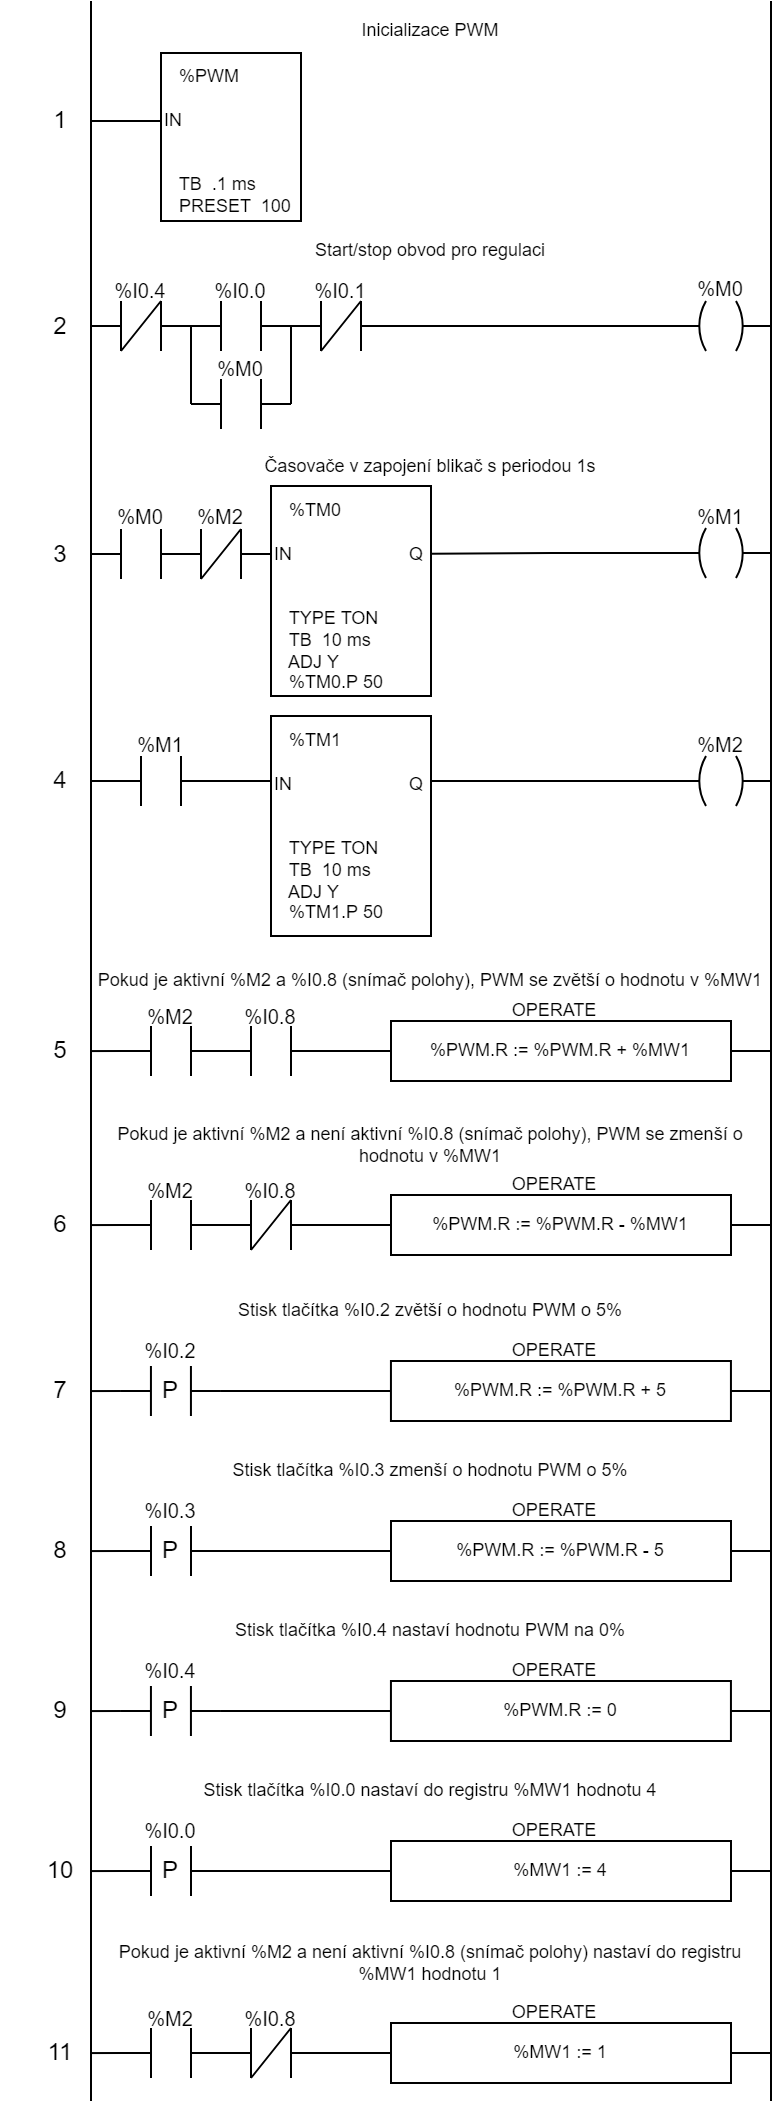 Inicializace PWM
%PWM
1
IN
TB .1 ms
PRESET 100
Start/stop obvod pro regulaci
%I0.4 %I0.0 %I0.1 %M0
2
%M0
Časovače v zapojení blikač s periodou 1s
%M0 %M2 %TM0 %M1
3
IN Q
TYPE TON
TB 10 ms
ADJ Y
%TM0.P 50
%M1 %TM1 %M2
4
IN Q
TYPE TON
TB 10 ms
ADJ Y
%TM1.P 50
Pokud je aktivní %M2 a %I0.8 (snímač polohy), PWM se zvětší o hodnotu v %MW1
OPERATE
%M2 %I0.8
5
%PWM.R := %PWM.R + %MW1
Pokud je aktivní %M2 a není aktivní %I0.8 (snímač polohy), PWM se zmenší o
hodnotu v %MW1
OPERATE
%M2 %I0.8
6
%PWM.R := %PWM.R - %MW1
Stisk tlačítka %I0.2 zvětší o hodnotu PWM o 5%
%I0.2 OPERATE
7 P %PWM.R := %PWM.R + 5
Stisk tlačítka %I0.3 zmenší o hodnotu PWM o 5%
%I0.3 OPERATE
8 P %PWM.R := %PWM.R - 5
Stisk tlačítka %I0.4 nastaví hodnotu PWM na 0%
%I0.4 OPERATE
9 P %PWM.R := 0
Stisk tlačítka %I0.0 nastaví do registru %MW1 hodnotu 4
%I0.0 OPERATE
10 P %MW1 := 4
Pokud je aktivní %M2 a není aktivní %I0.8 (snímač polohy) nastaví do registru
%MW1 hodnotu 1
%M2 %I0.8 OPERATE
11 %MW1 := 1